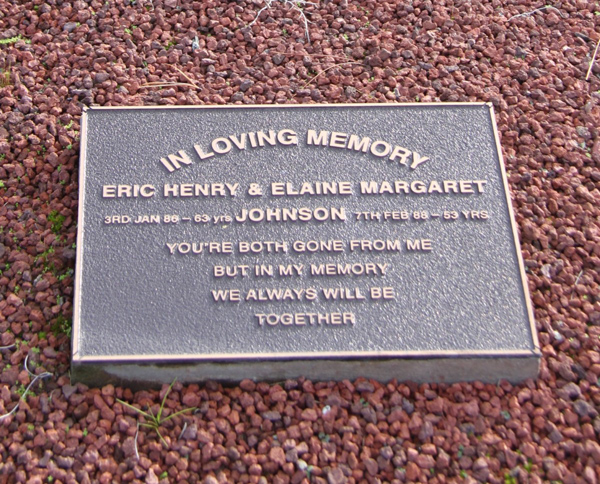 IN LOVING MEMORY
ERIC HENRY & ELAINE MARGARET
3RD JAN 86 – 63 yrs JOHNSON 7TH FEB 88 – 53 YRS
YOU'RE BOTH GONE FROM ME
BUT IN MY MEMORY
WE ALWAYS WILL BE
TOGETHER